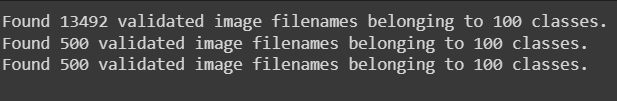 Found 13492 validated image filenames belonging to 100 classes.
Found 500 validated image filenames belonging to 100 classes.
Found 500 validated image filenames belonging to 100 classes.